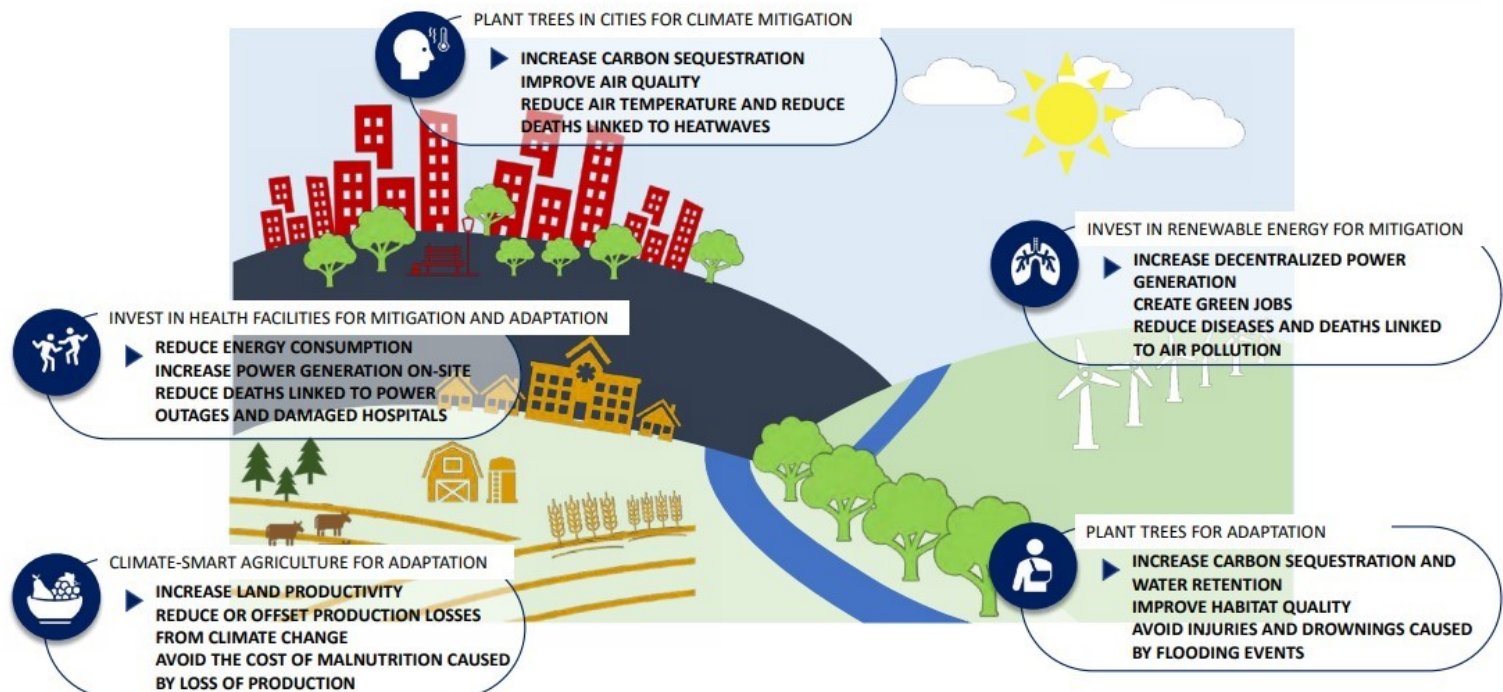 PLANT TREES IN CITIES FOR CLIMATE MITIGATION
INCREASE CARBON SEQUESTRATION
IMPROVE AIR QUALITY
REDUCE AIR TEMPERATURE AND REDUCE
DEATHS LINKED TO HEATWAVES
INVEST IN RENEWABLE ENERGY FOR MITIGATION
INCREASE DECENTRALIZED POWER
GENERATION
CREATE GREEN JOBS
REDUCE DISEASES AND DEATHS LINKED
TO AIR POLLUTION
INVEST IN HEALTH FACILITIES FOR MITIGATION AND ADAPTATION
REDUCE ENERGY CONSUMPTION
INCREASE POWER GENERATION ON-SITE
REDUCE DEATHS LINKED TO POWER
OUTAGES AND DAMAGED HOSPITALS
PLANT TREES FOR ADAPTATION
INCREASE CARBON SEQUESTRATION AND
WATER RETENTION
IMPROVE HABITAT QUALITY
AVOID INJURIES AND DROWNINGS CAUSED
BY FLOODING EVENTS
CLIMATE-SMART AGRICULTURE FOR ADAPTATION
INCREASE LAND PRODUCTIVITY
REDUCE OR OFFSET PRODUCTION LOSSES
FROM CLIMATE CHANGE
AVOID THE COST OF MALNUTRITION CAUSED
BY LOSS OF PRODUCTION